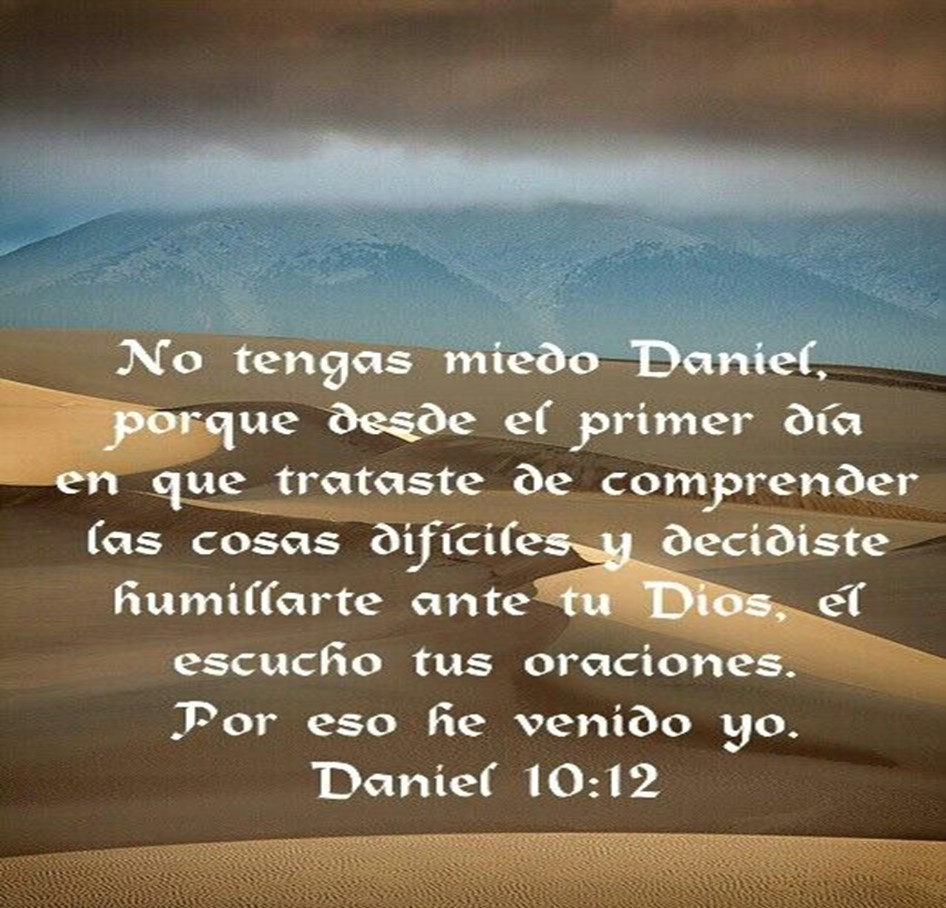 No tengas miedo Daniel,
porque desde el primer día
en que trataste de comprender
las cosas difíciles y decidiste
humillarte ante tu Dios, él
escucho tus oraciones.
Por eso he venido yo.
Daniel 10:12